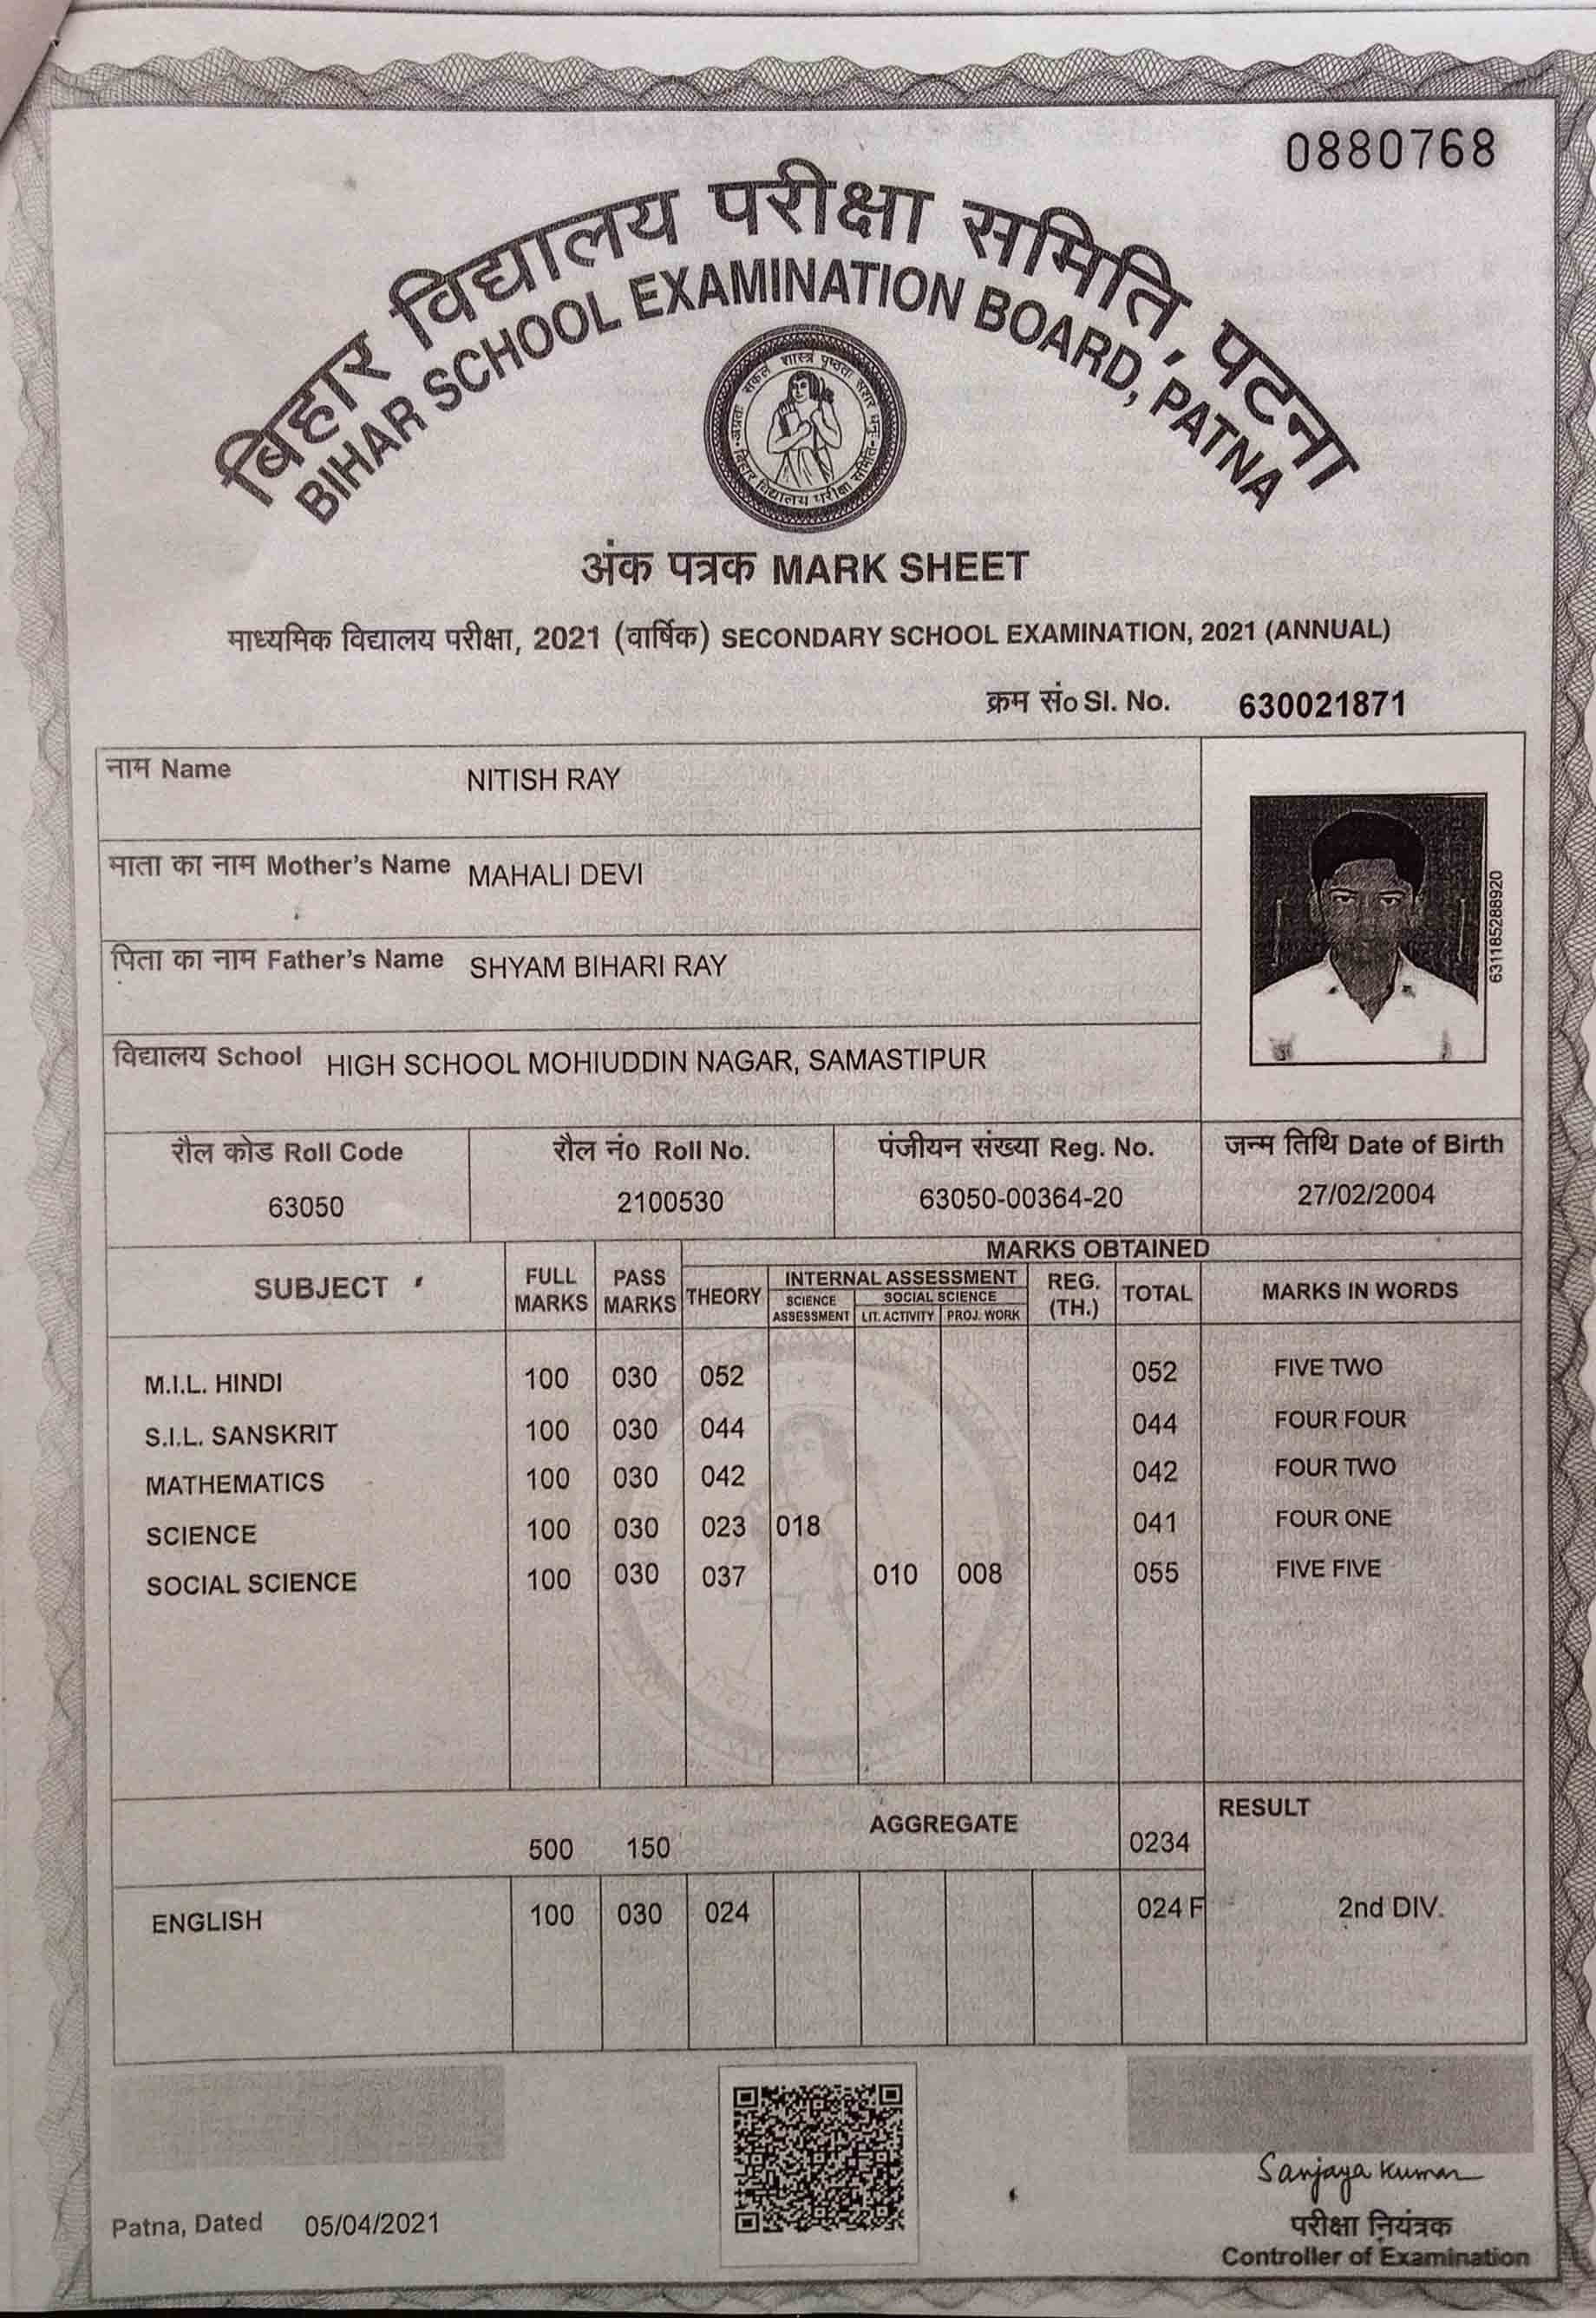 0880768
बिहार विद्यालय परीक्षा समिति, पटना
BIHAR SCHOOL EXAMINATION BOARD, PATNA
बिहार विद्यालय परीक्षा समिति
अंक पत्रक MARK SHEET
माध्यमिक विद्यालय परीक्षा, 2021 (वार्षिक) SECONDARY SCHOOL EXAMINATION, 2021 (ANNUAL)
क्रम सं० Sl. No. 630021871
नाम Name NITISH RAY
माता का नाम Mother's Name MAHALI DEVI
पिता का नाम Father's Name SHYAM BIHARI RAY
631185288920
विद्यालय School HIGH SCHOOL MOHIUDDIN NAGAR, SAMASTIPUR
रौल कोड Roll Code रौल नं० Roll No. पंजीयन संख्या Reg. No. जन्म तिथि Date of Birth
63050 2100530 63050-00364-20 27/02/2004
MARKS OBTAINED
SUBJECT FULL MARKS PASS MARKS THEORY INTERNAL ASSESSMENT SCIENCE ASSESSMENT SOCIAL SCIENCE LIT. ACTIVITY PROJ. WORK REG. (TH.) TOTAL MARKS IN WORDS
M.I.L. HINDI 100 030 052 052 FIVE TWO
S.I.L. SANSKRIT 100 030 044 044 FOUR FOUR
MATHEMATICS 100 030 042 042 FOUR TWO
SCIENCE 100 030 023 018 041 FOUR ONE
SOCIAL SCIENCE 100 030 037 010 008 055 FIVE FIVE
500 150 AGGREGATE 0234 RESULT
ENGLISH 100 030 024 024 F 2nd DIV.
Sanjaya Kumar
Patna, Dated 05/04/2021
परीक्षा नियंत्रक
Controller of Examination